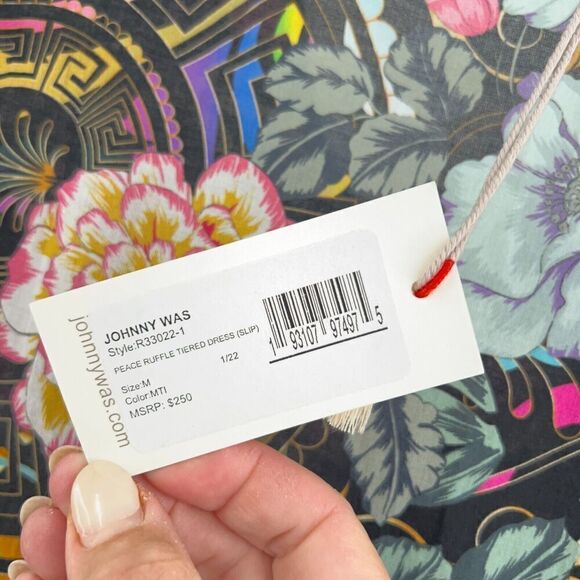 johnnywas.com
JOHNNY WAS
Style:R33022-1
PEACE RUFFLE TIERED DRESS (SLIP)
1/22
Size:M
Color:MTI
MSRP: $250
1 93107 97497 5